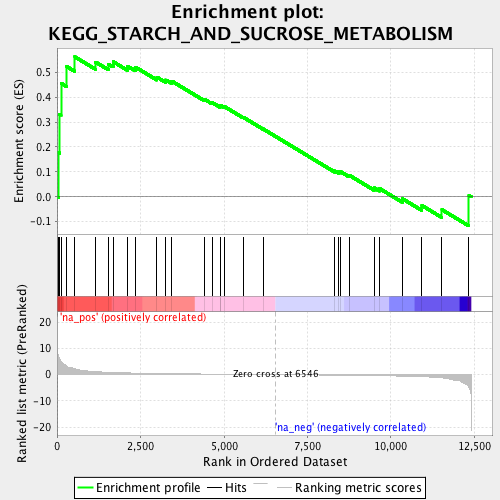 Enrichment plot:
KEGG_STARCH_AND_SUCROSE_METABOLISM
Enrichment score (ES)
0.5
0.4
0.3
0.2
0.1
0.0
-0.1
'na_pos' (positively correlated)
Ranked list metric (PreRanked)
20
10
0
-10
-20
Zero cross at 6546
'na_neg' (negatively correlated)
0
2,500
5,000
7,500
10,000
12,500
Rank in Ordered Dataset
Enrichment profile
Hits
Ranking metric scores